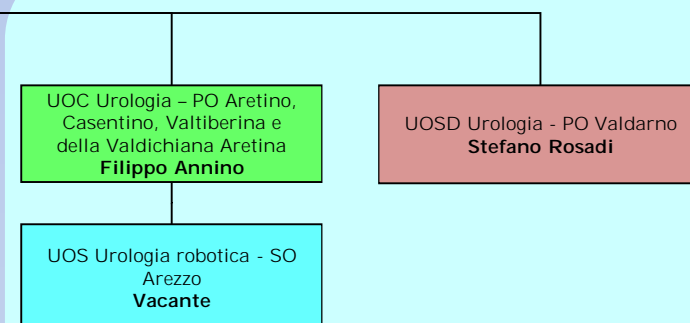 UOC Urologia – PO Aretino,
Casentino, Valtiberina e
della Valdichiana Aretina
Filippo Annino
UOSD Urologia - PO Valdarno
Stefano Rosadi
UOS Urologia robotica - SO
Arezzo
Vacante